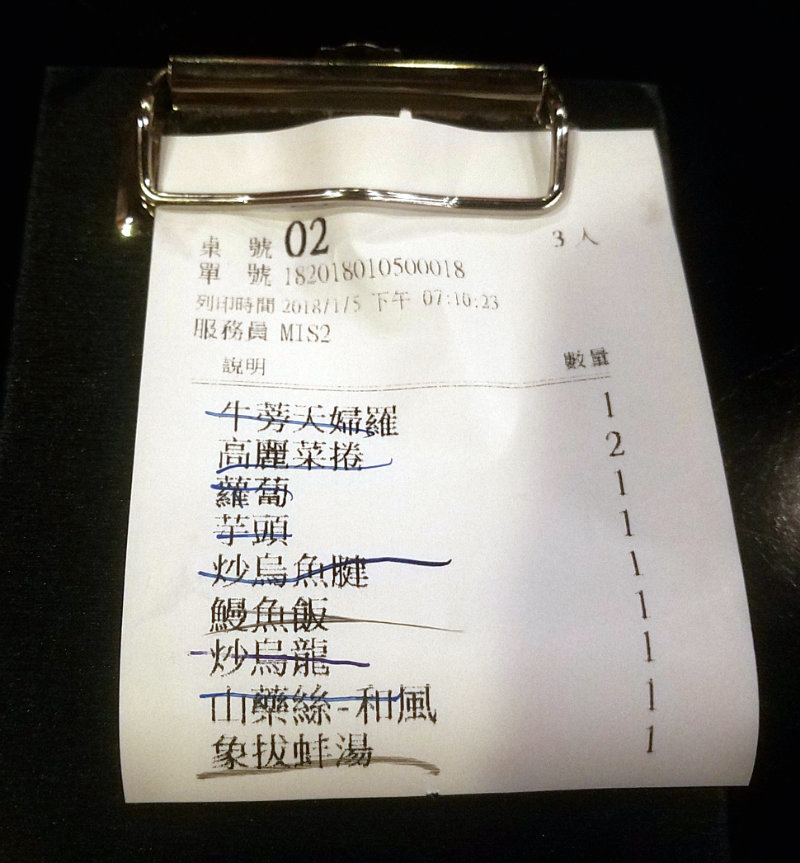 桌 號 02 3 人
單 號 182018010500018
列印時間 2018/1/5 下午 07:10:23
服務員 MIS2
說明 數量
牛蒡天婦羅 1
高麗菜捲 2
蘿蔔 1
芋頭 1
炒烏魚腱 1
鰻魚飯 1
炒烏龍 1
山藥絲-和風 1
象拔蚌湯 1